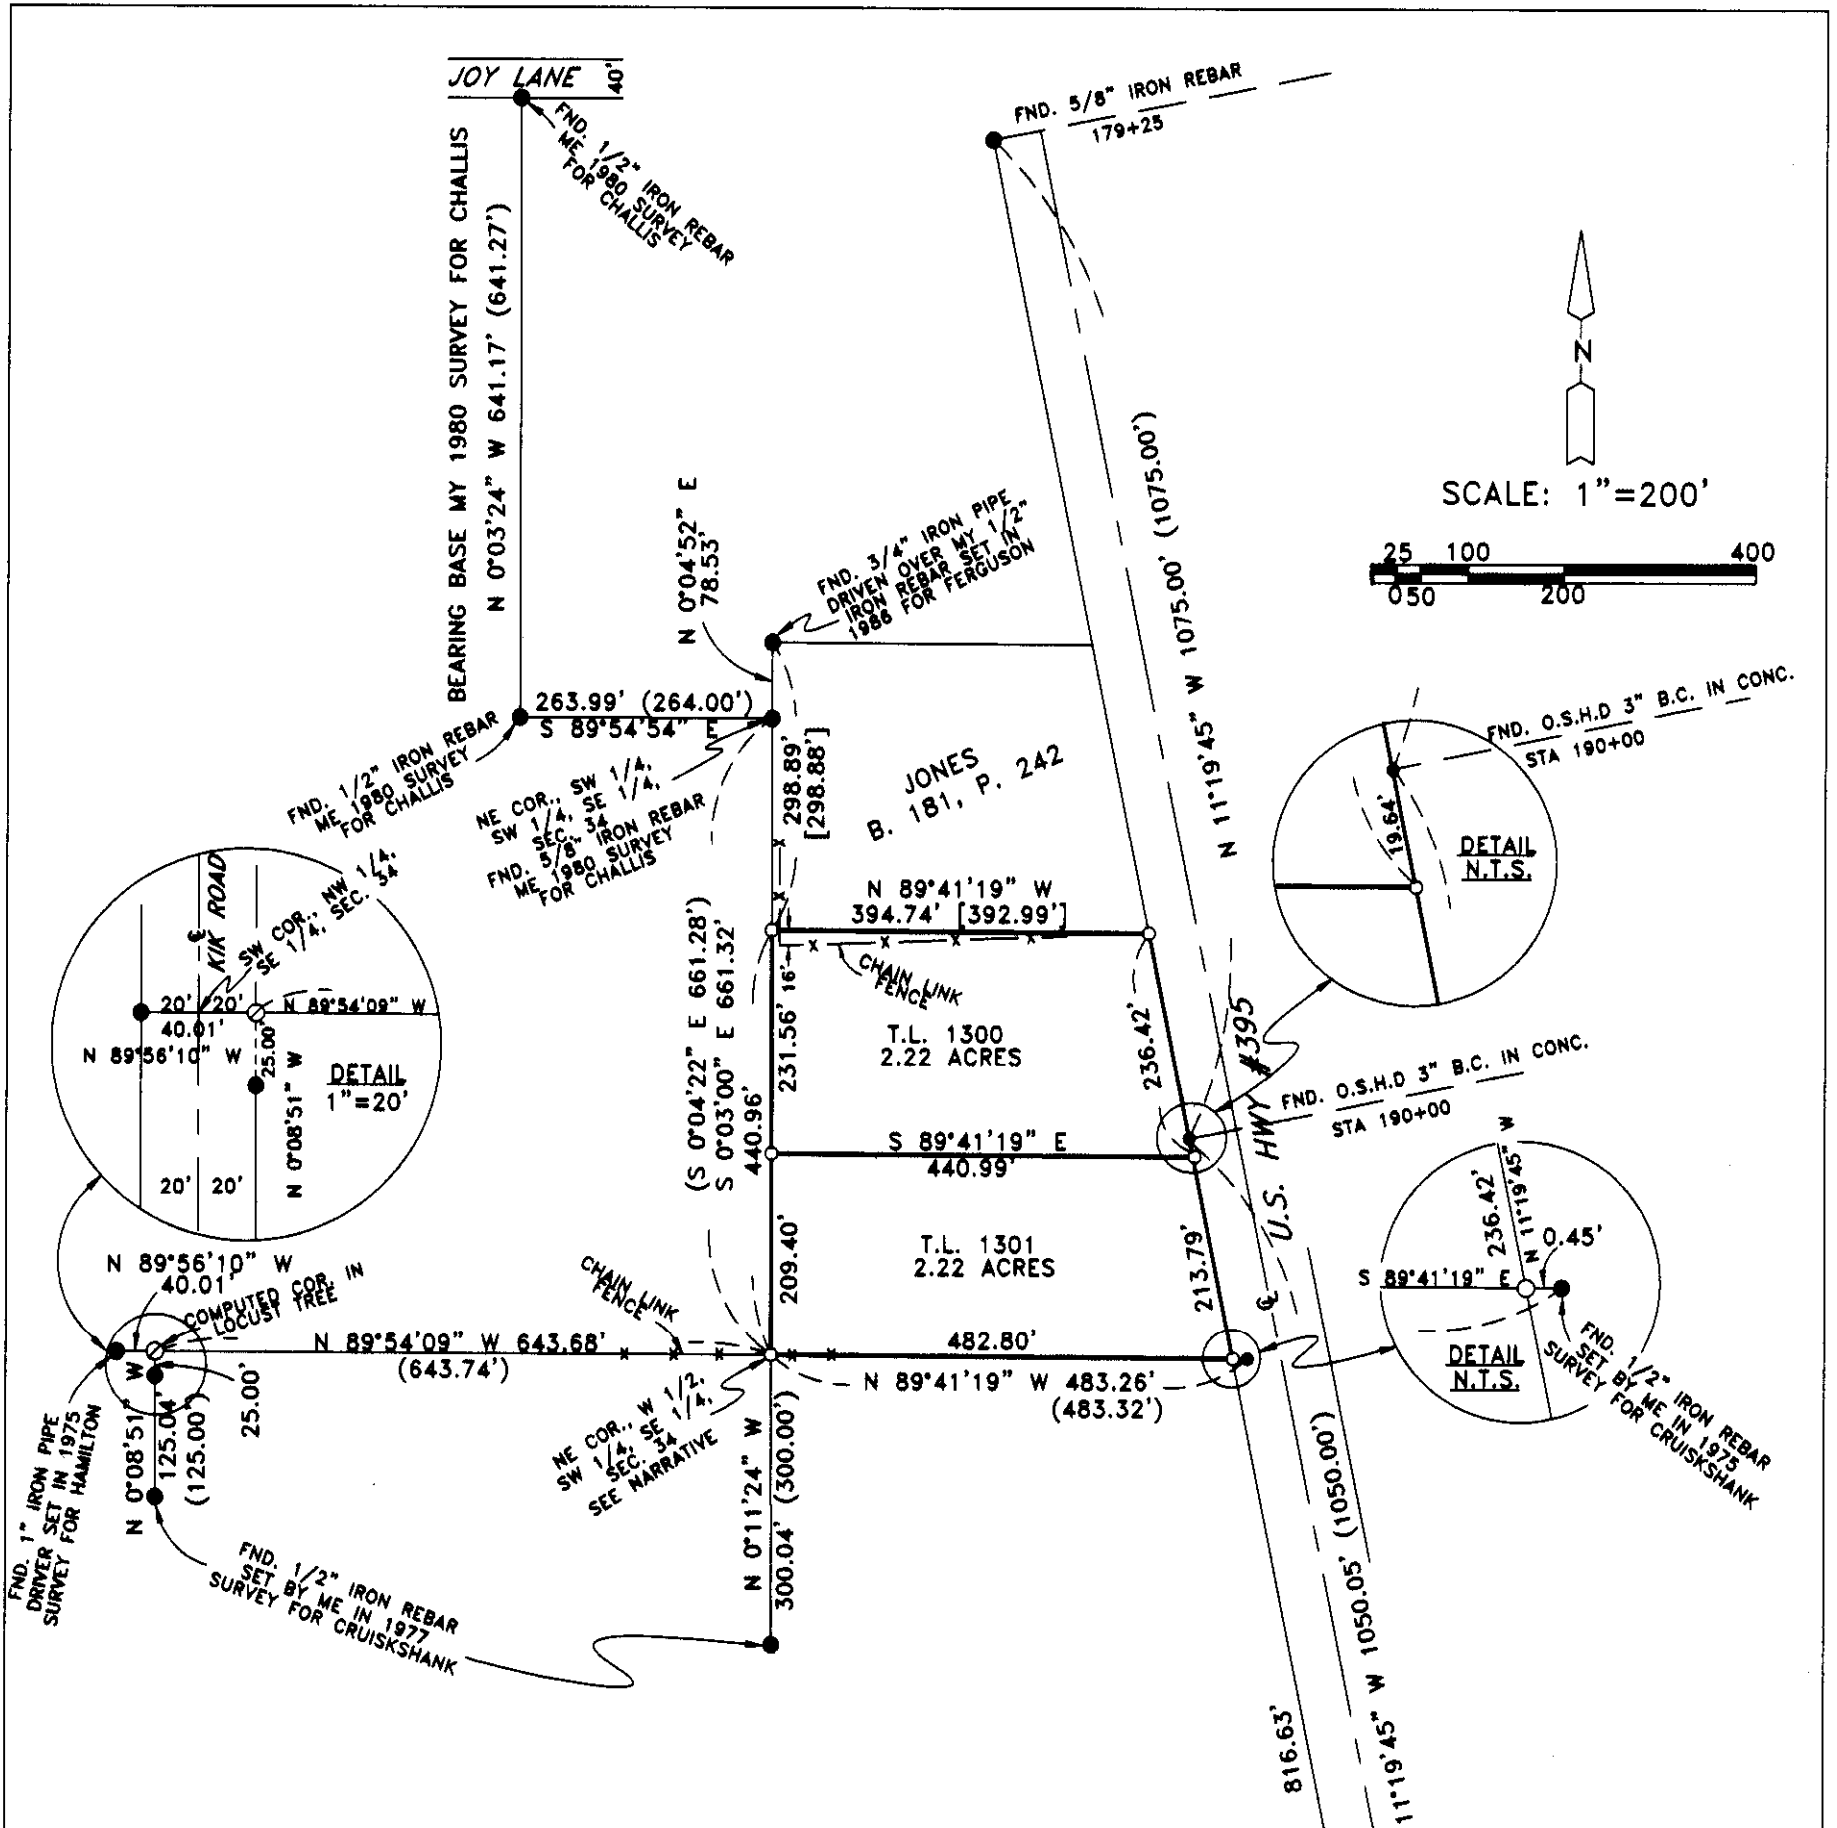 JOY LANE 40'
FND. 1/2" IRON REBAR
ME 1980 SURVEY
FOR CHALLIS
BEARING BASE MY 1980 SURVEY FOR CHALLIS
N 0°03'24" W 641.17' (641.27')
FND. 5/8" IRON REBAR
179+25
N
SCALE: 1"=200'
25 100 400
0 50 200
N 0°04'52" E
78.53'
FND. 3/4" IRON PIPE
DRIVEN OVER MY 1/2"
IRON REBAR SET IN
1986 FOR FERGUSON
N 11°19'45" W 1075.00' (1075.00')
263.99' (264.00')
S 89°54'54" E
FND. 1/2" IRON REBAR
ME 1980 SURVEY
FOR CHALLIS
NE COR., SW 1/4,
SW 1/4, SE 1/4,
SEC. 34
FND. 5/8" IRON REBAR
ME 1980 SURVEY
FOR CHALLIS
298.89'
[298.88']
JONES
B. 181, P. 242
FND. O.S.H.D 3" B.C. IN CONC.
STA 190+00
19.64'
DETAIL
N.T.S.
KIK ROAD
SW COR., NW 1/4,
SE 1/4, SEC. 34
20' 20'
40.01'
N 89°56'10" W
N 89°54'09" W
25.00'
N 0°08'51" W
DETAIL
1"=20'
20' 20'
N 89°41'19" W
394.74' [392.99']
CHAIN LINK
FENCE
16'
(S 0°04'22" E 661.28')
S 0°03'00" E 661.32'
440.96'
231.56'
T.L. 1300
2.22 ACRES
236.42'
U.S. HWY #395
FND. O.S.H.D 3" B.C. IN CONC.
STA 190+00
S 89°41'19" E
440.99'
209.40'
T.L. 1301
2.22 ACRES
213.79'
236.42'
N 11°19'45" W
0.45'
S 89°41'19" E
DETAIL
N.T.S.
FND. 1/2" IRON REBAR
SET BY ME IN 1975
SURVEY FOR CRUISKSHANK
N 89°56'10" W
40.01'
COMPUTED COR. IN
LOCUST TREE
CHAIN LINK
FENCE
N 89°54'09" W 643.68'
(643.74')
482.80'
N 89°41'19" W 483.26'
(483.32')
N 0°08'51" W
125.04'
(125.00')
25.00'
FND. 1" IRON PIPE
DRIVER SET IN 1975
SURVEY FOR HAMILTON
NE COR., W 1/2,
SW 1/4, SE 1/4,
SEC. 34
SEE NARRATIVE
N 0°11'24" W
300.04' (300.00')
FND. 1/2" IRON REBAR
SET BY ME IN 1977
SURVEY FOR CRUISKSHANK
816.63'
11°19'45" W 1050.05' (1050.00')